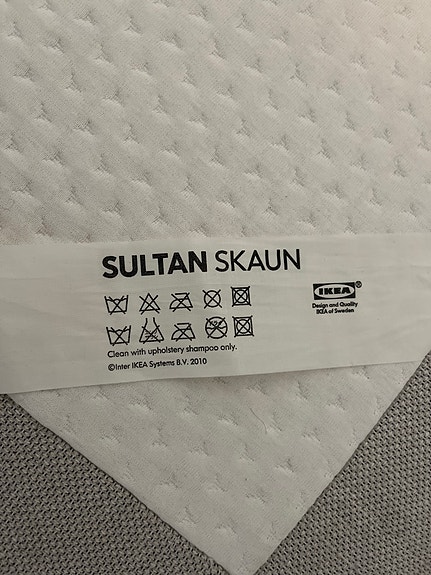 SULTAN SKAUN
IKEA®
Design and Quality
IKEA of Sweden
Clean with upholstery shampoo only.
©Inter IKEA Systems B.V. 2010